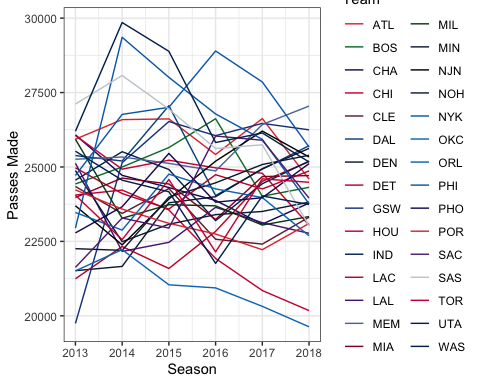 Team
30000
27500
25000
22500
20000
Passes Made
2013 2014 2015 2016 2017 2018
Season
ATL MIL
BOS MIN
CHA NJN
CHI NOH
CLE NYK
DAL OKC
DEN ORL
DET PHI
GSW PHO
HOU POR
IND SAC
LAC SAS
LAL TOR
MEM UTA
MIA WAS